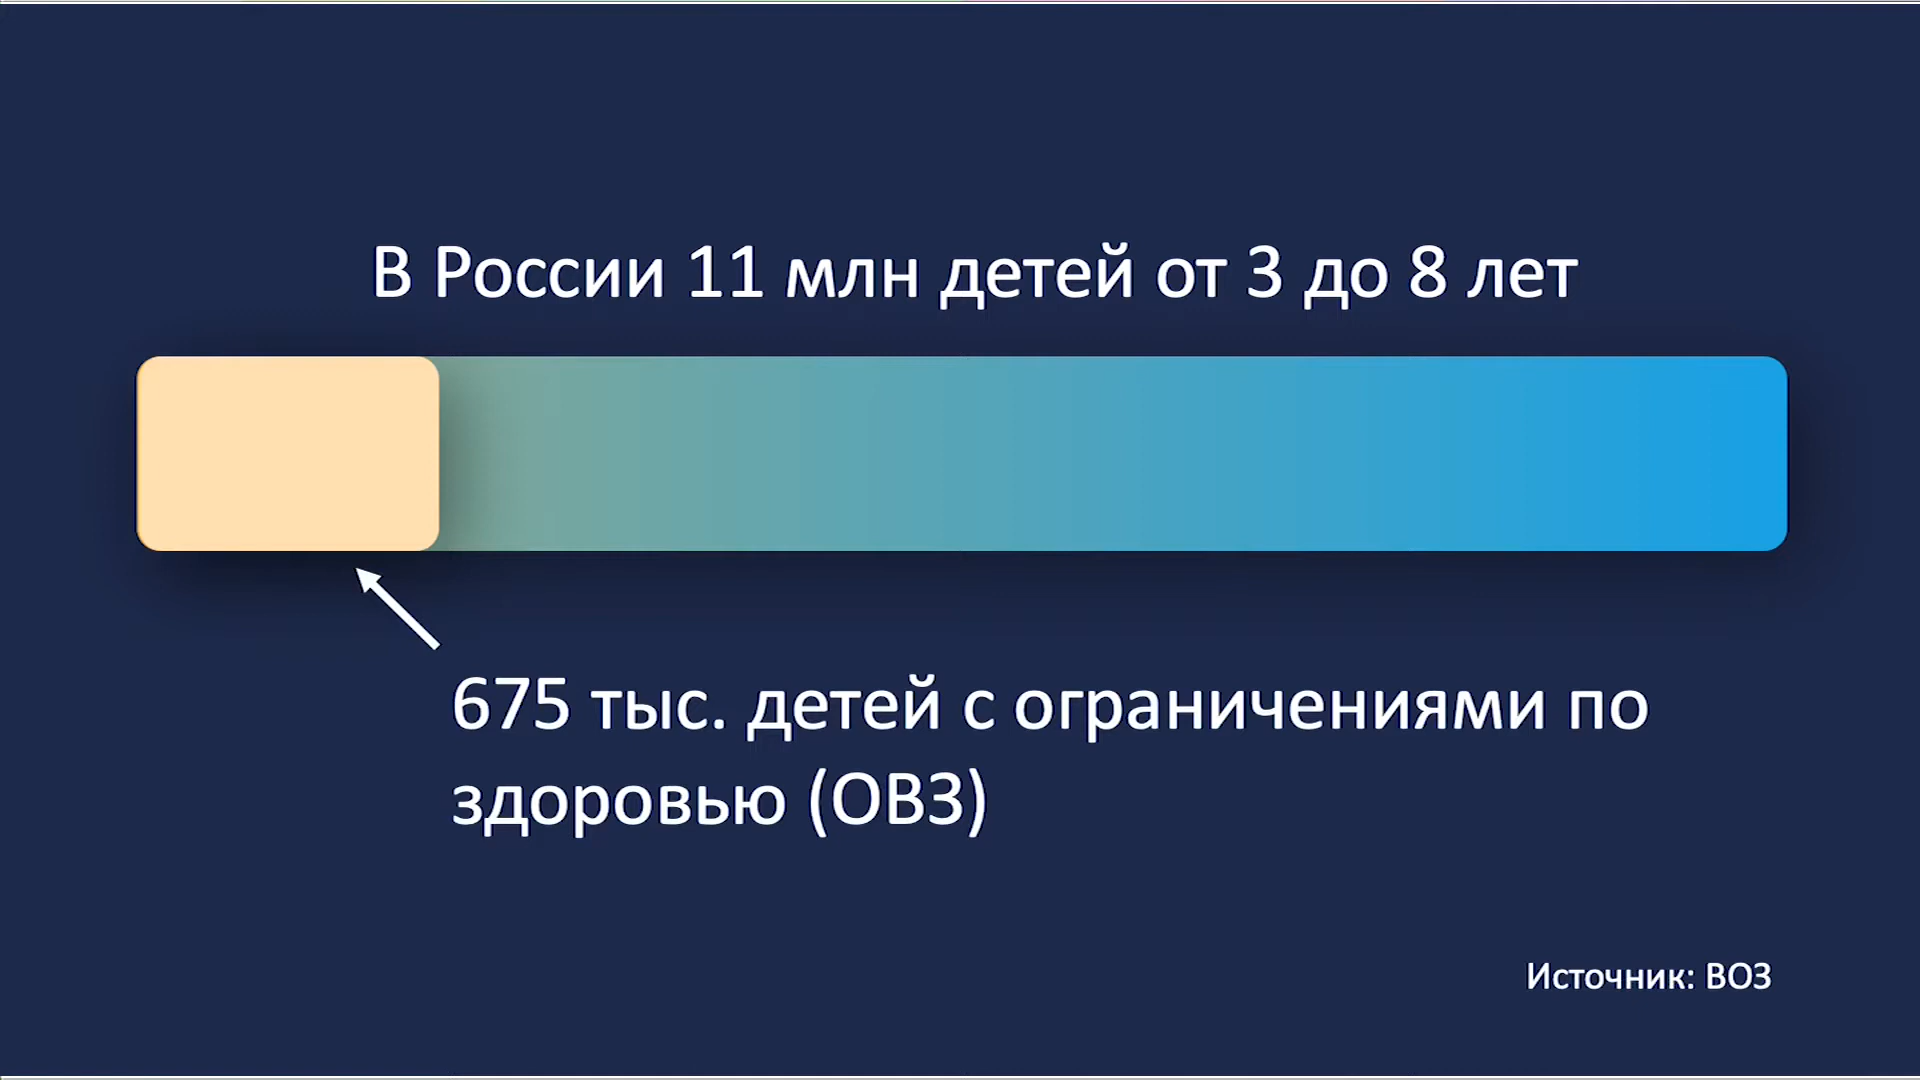 В России 11 млн детей от 3 до 8 лет
675 тыс. детей с ограничениями по
здоровью (ОВЗ)
Источник: ВОЗ